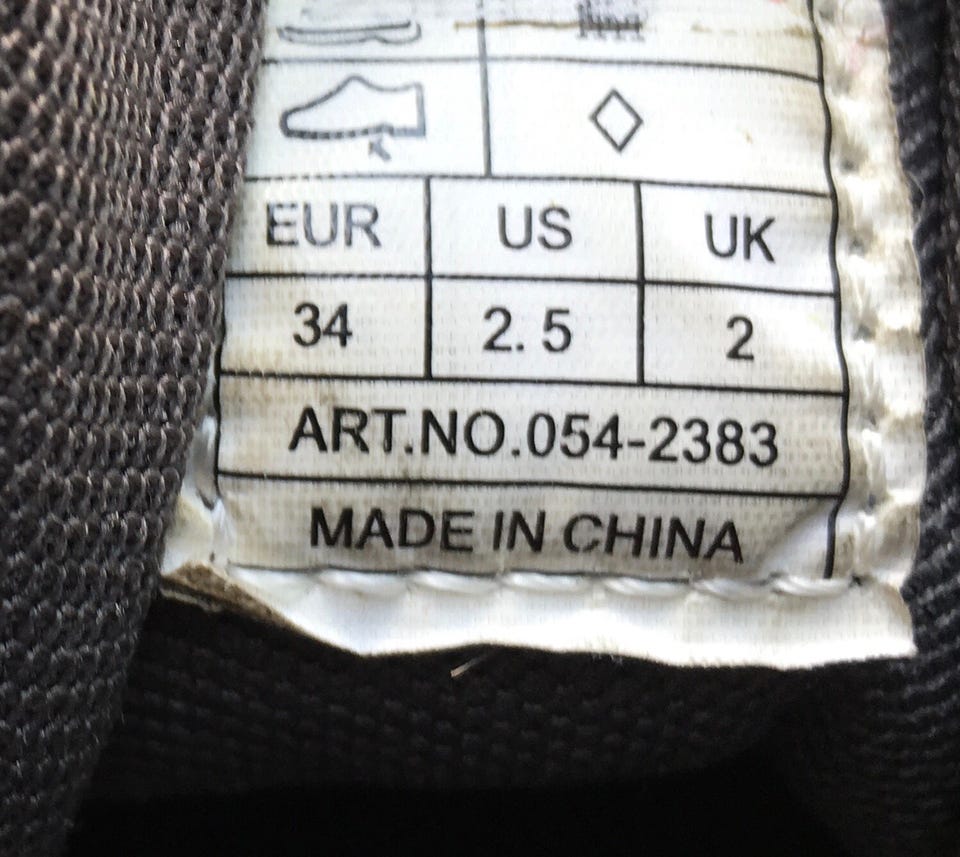 EUR US UK
34 2.5 2
ART.NO.054-2383
MADE IN CHINA